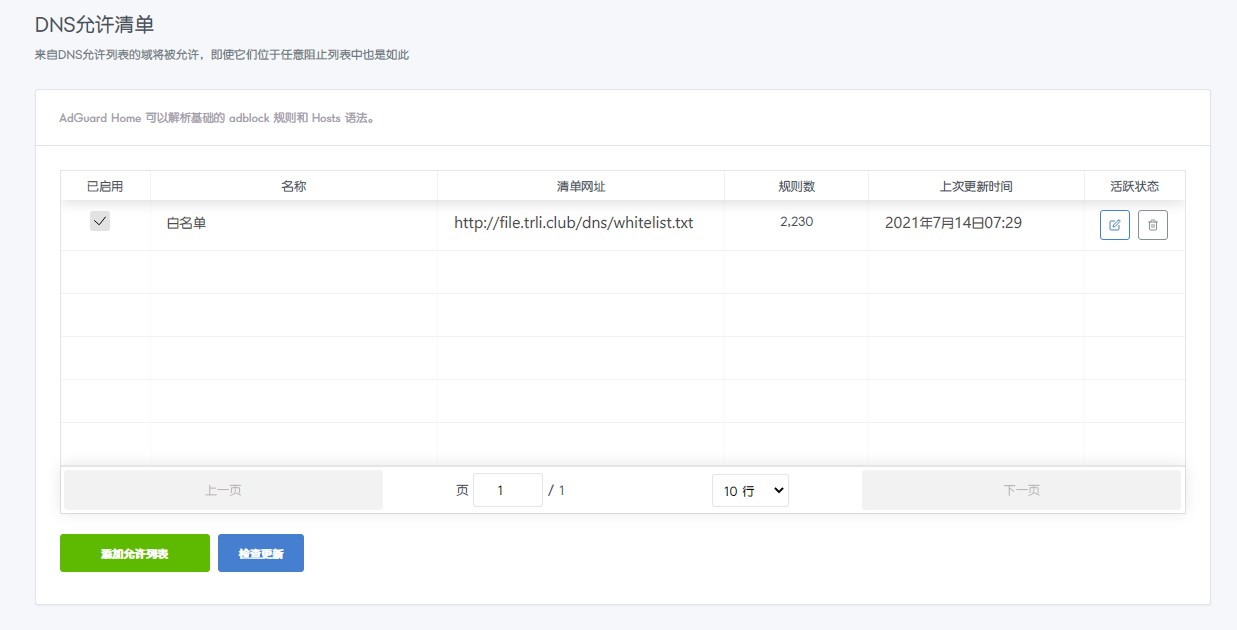 DNS允许清单
来自DNS允许列表的域将被允许，即使它们位于任意阻止列表中也是如此
AdGuard Home 可以解析基础的 adblock 规则和 Hosts 语法。
已启用 名称 清单网址 规则数 上次更新时间 活跃状态
白名单 http://file.trli.club/dns/whitelist.txt 2,230 2021年7月14日07:29
上一页 页 1 / 1 10 行 下一页
添加允许列表 检查更新